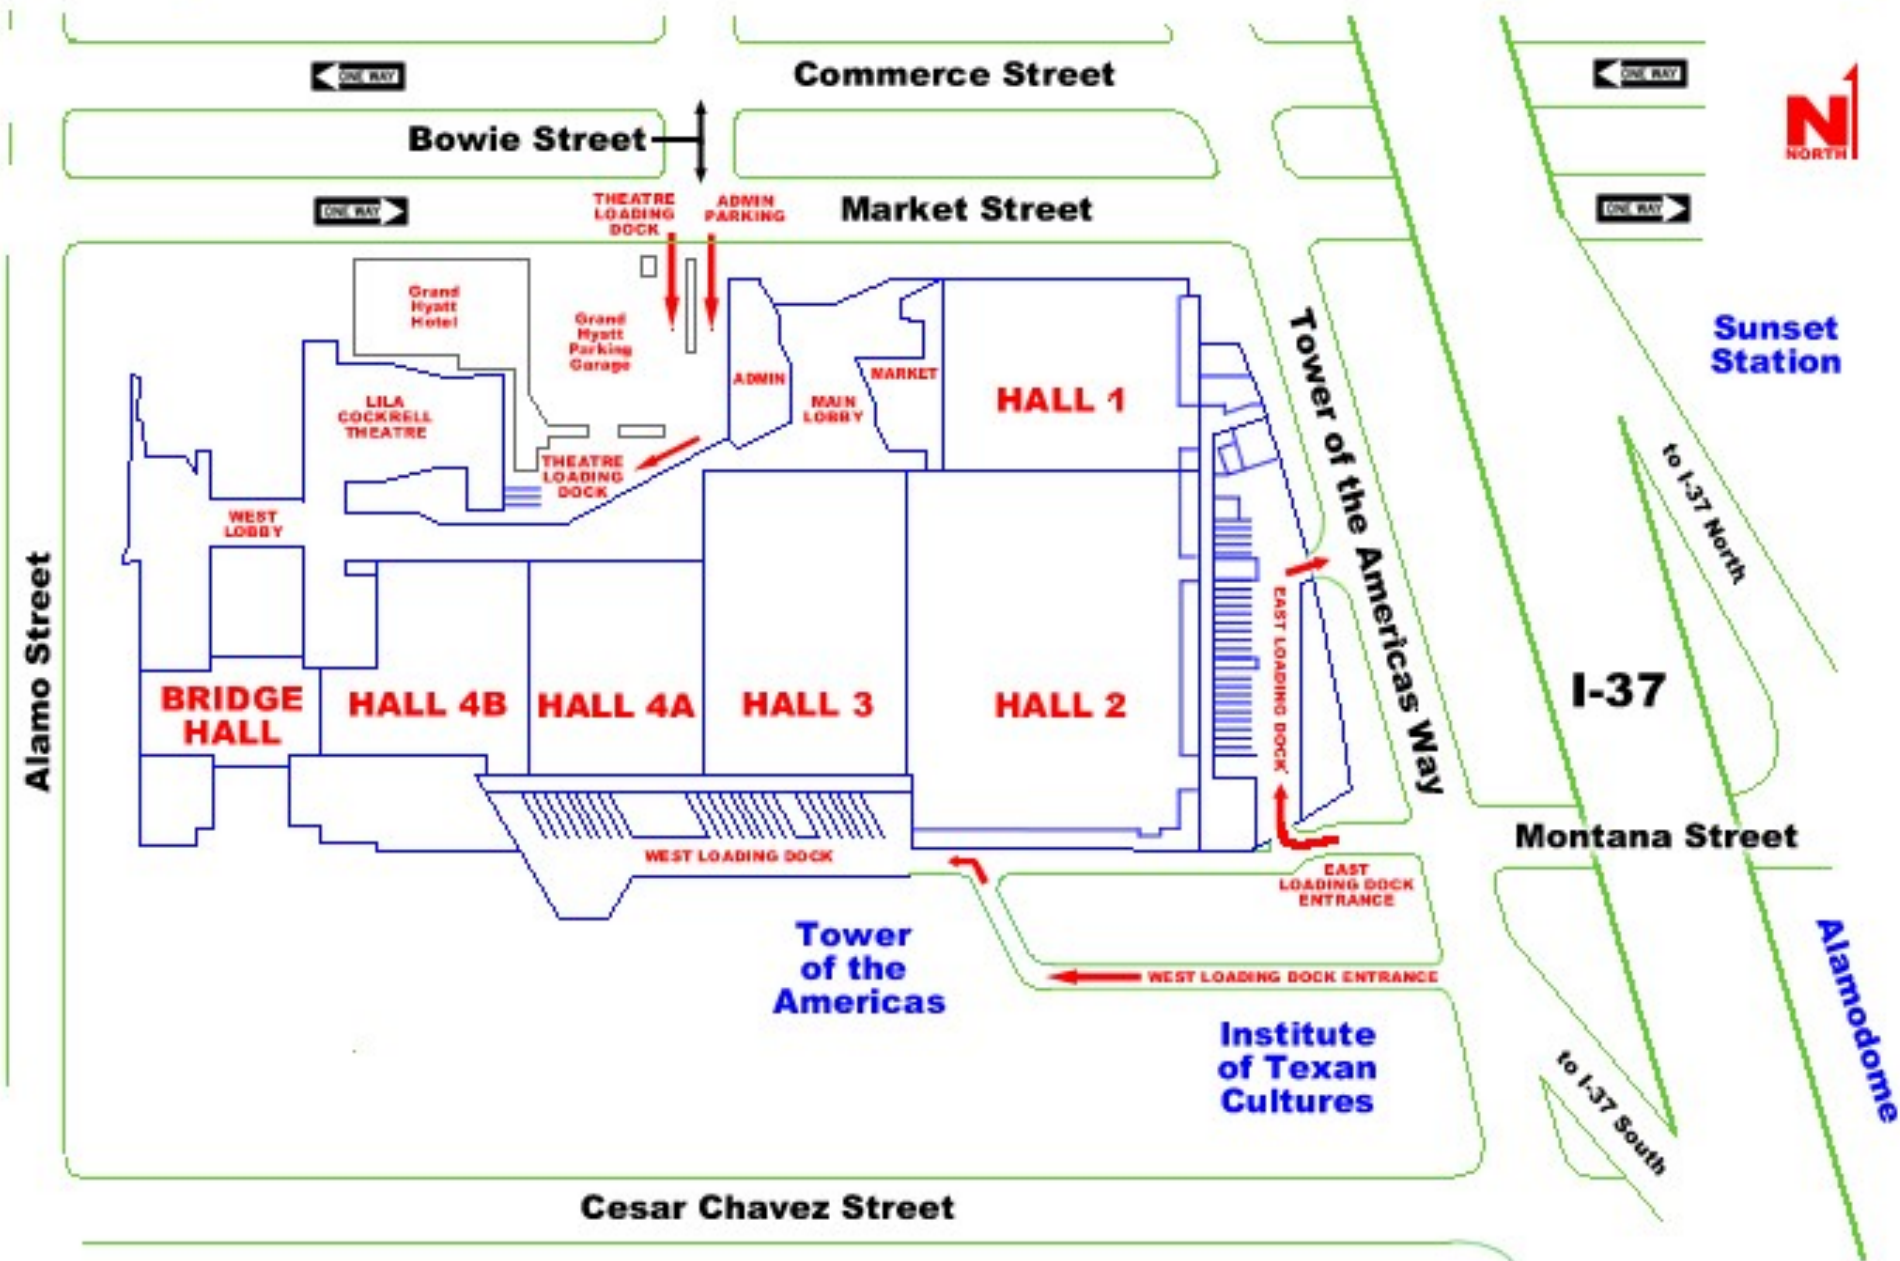 ONE WAY
Commerce Street
ONE WAY
N
NORTH
Bowie Street
THEATRE
LOADING
DOCK
ADMIN
PARKING
ONE WAY
Market Street
ONE WAY
Grand
Hyatt
Hotel
Grand
Hyatt
Parking
Garage
Sunset
Station
ADMIN
MAIN
LOBBY
MARKET
HALL 1
LILA
COCKRELL
THEATRE
THEATRE
LOADING
DOCK
WEST
LOBBY
Tower of the Americas Way
to I-37 North
Alamo Street
BRIDGE
HALL
HALL 4B
HALL 4A
HALL 3
HALL 2
EAST LOADING DOCK
I-37
Montana Street
WEST LOADING DOCK
EAST
LOADING DOCK
ENTRANCE
Tower
of the
Americas
WEST LOADING DOCK ENTRANCE
Institute
of Texan
Cultures
Alamodome
to I-37 South
Cesar Chavez Street